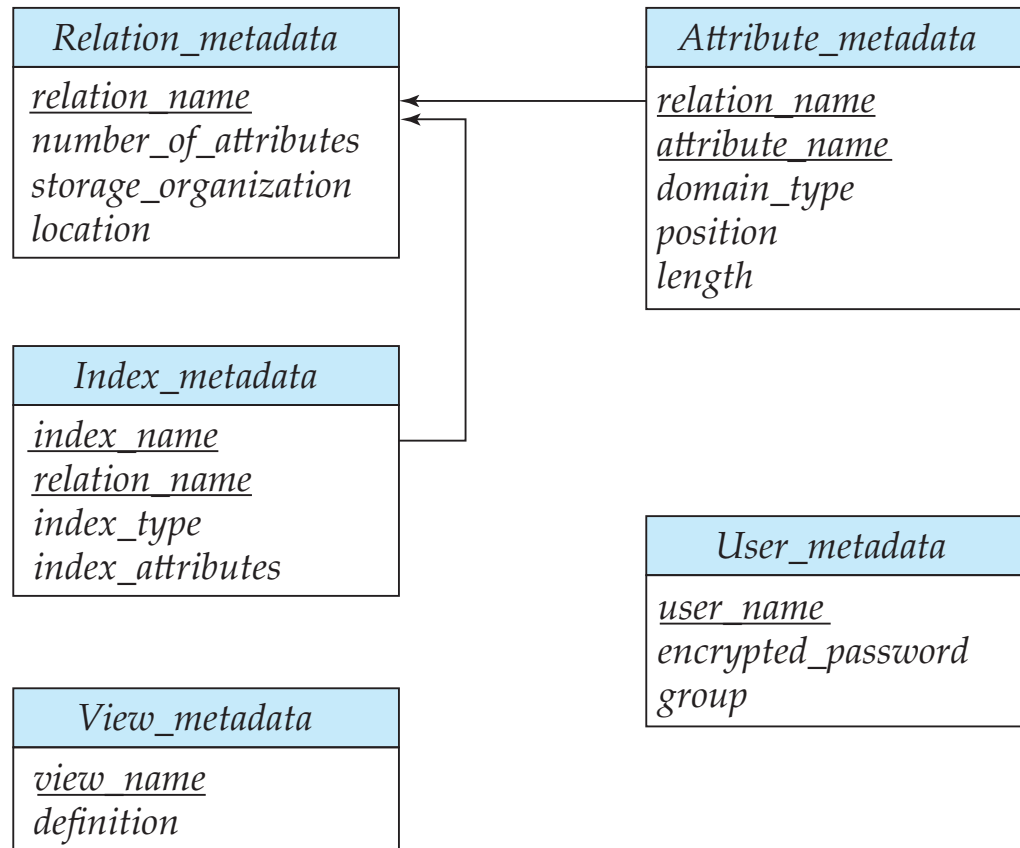 Relation_metadata
relation_name
number_of_attributes
storage_organization
location
Attribute_metadata
relation_name
attribute_name
domain_type
position
length
Index_metadata
index_name
relation_name
index_type
index_attributes
User_metadata
user_name
encrypted_password
group
View_metadata
view_name
definition